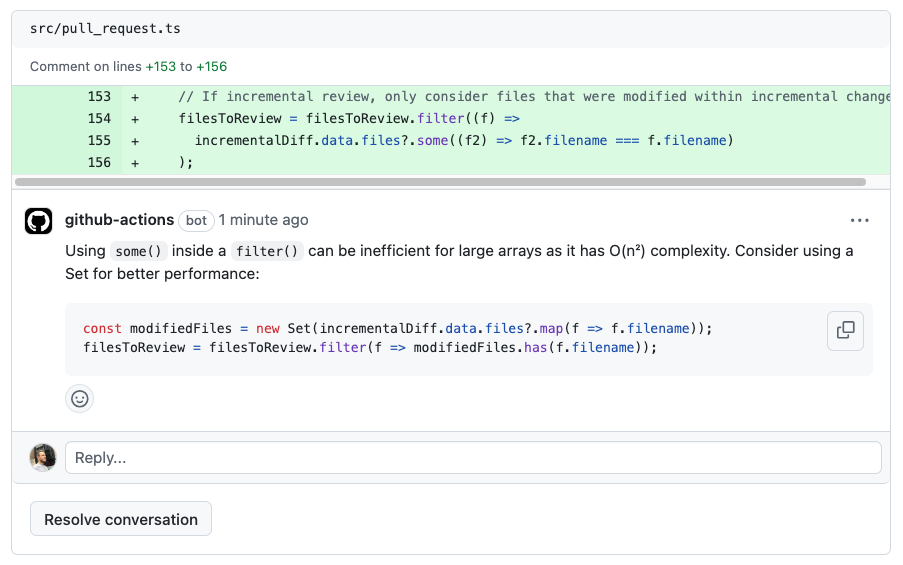 src/pull_request.ts
Comment on lines +153 to +156
153 + // If incremental review, only consider files that were modified within incremental change
154 + filesToReview = filesToReview.filter((f) =>
155 + incrementalDiff.data.files?.some((f2) => f2.filename === f.filename)
156 + );
github-actions bot 1 minute ago
Using some() inside a filter() can be inefficient for large arrays as it has O(n²) complexity. Consider using a
Set for better performance:
const modifiedFiles = new Set(incrementalDiff.data.files?.map(f => f.filename));
filesToReview = filesToReview.filter(f => modifiedFiles.has(f.filename));
Reply...
Resolve conversation